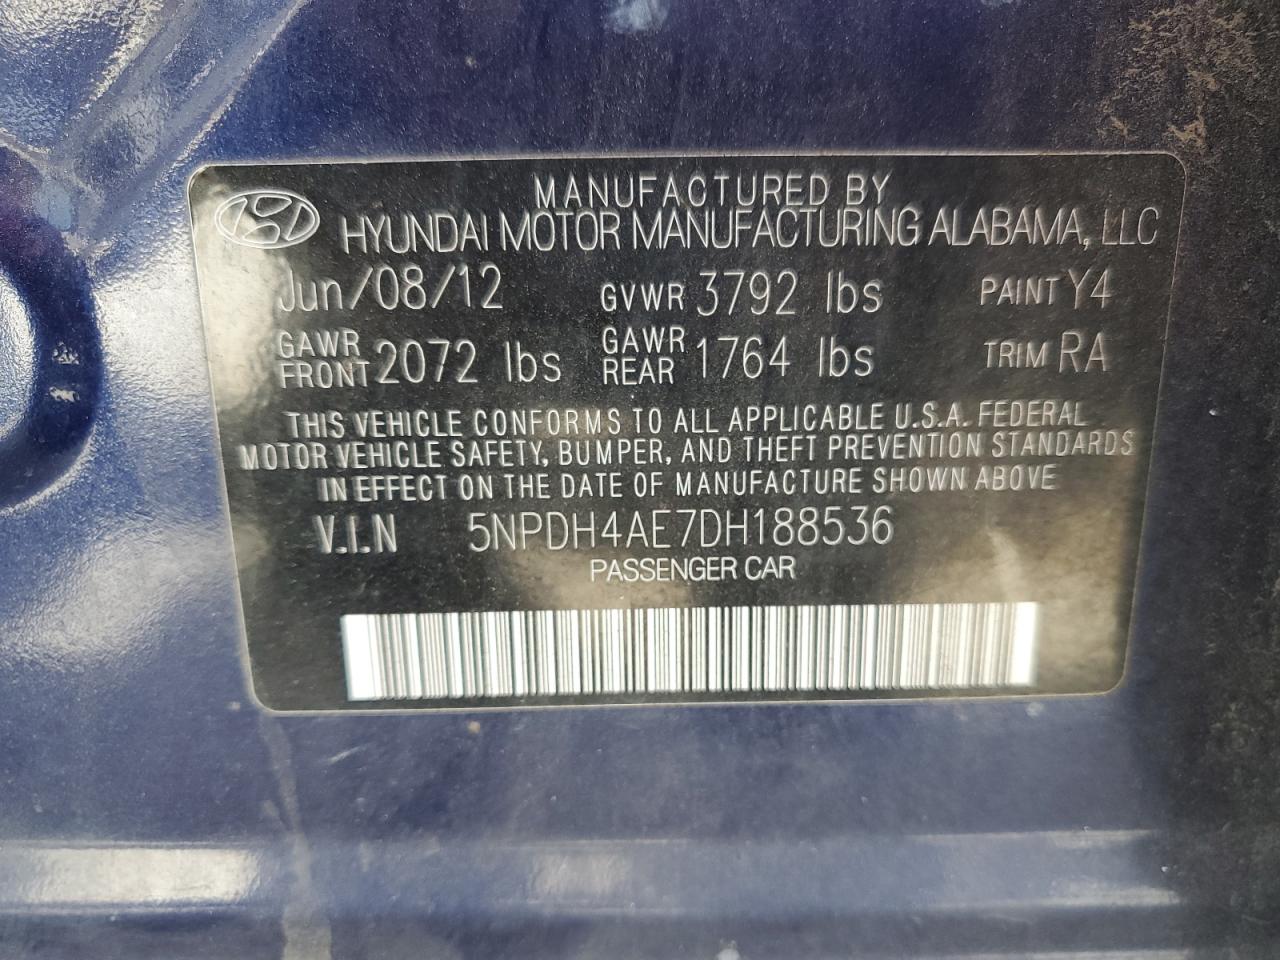 MANUFACTURED BY
HYUNDAI MOTOR MANUFACTURING ALABAMA, LLC
Jun/08/12 GVWR 3792 lbs PAINT Y4
GAWR FRONT 2072 lbs GAWR REAR 1764 lbs TRIM RA
THIS VEHICLE CONFORMS TO ALL APPLICABLE U.S.A. FEDERAL
MOTOR VEHICLE SAFETY, BUMPER, AND THEFT PREVENTION STANDARDS
IN EFFECT ON THE DATE OF MANUFACTURE SHOWN ABOVE
V.I.N 5NPDH4AE7DH188536
PASSENGER CAR